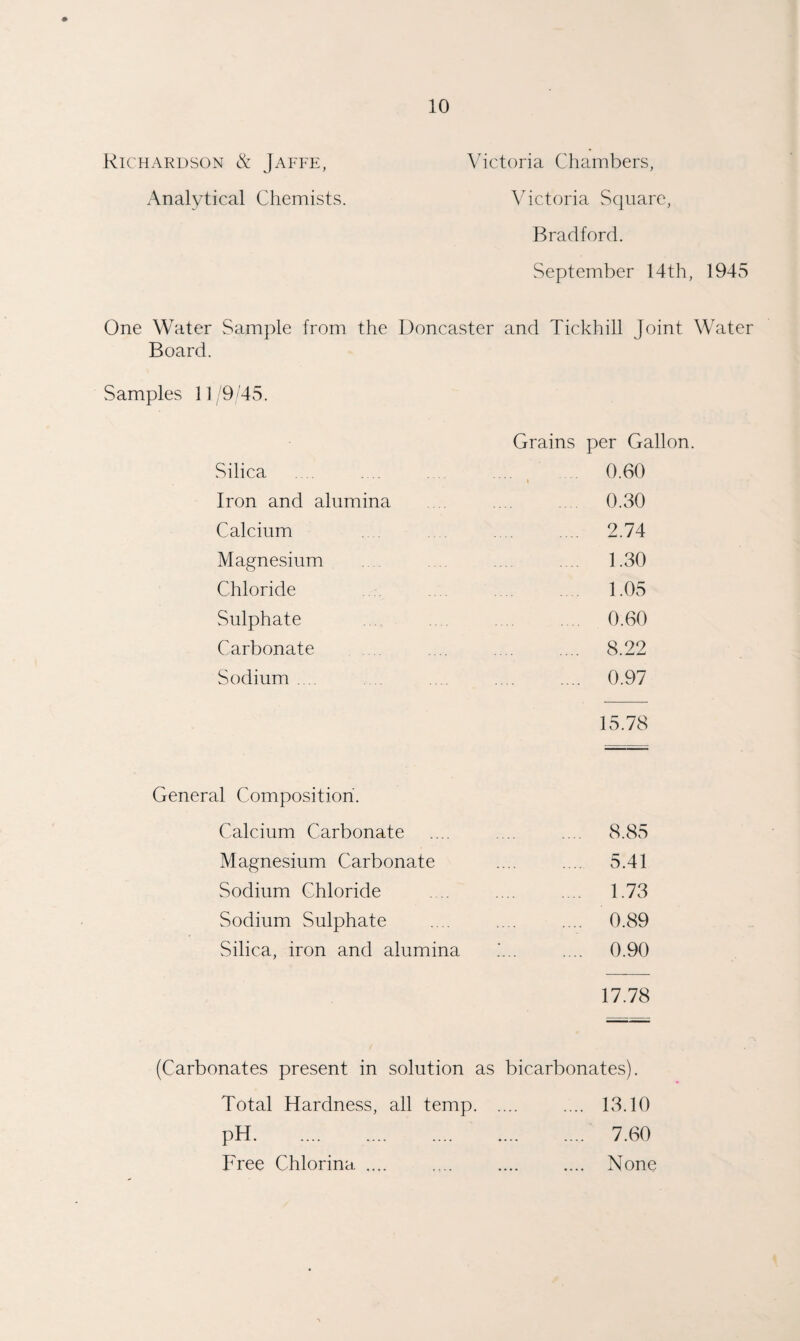 10
RICHARDSON & JAFFE, Victoria Chambers,
Analytical Chemists. Victoria Square,
Bradford.
September 14th, 1945
One Water Sample from the Doncaster and Tickhill Joint Water
Board.
Samples 11/9/45.
Grains per Gallon.
Silica .... .... .... .... .... 0.60
Iron and alumina .... .... .... 0.30
Calcium .... .... .... .... 2.74
Magnesium .... .... .... .... 1.30
Chloride .... .... .... .... 1.05
Sulphate .... .... .... .... 0.60
Carbonate .... .... .... .... 8.22
Sodium .... .... .... .... .... 0.97
15.78
General Composition.
Calcium Carbonate .... .... .... 8.85
Magnesium Carbonate .... .... 5.41
Sodium Chloride .... .... .... 1.73
Sodium Sulphate .... .... .... 0.89
Silica, iron and alumina .... .... 0.90
17.78
(Carbonates present in solution as bicarbonates).
Total Hardness, all temp. .... .... 13.10
pH. .... .... .... .... .... 7.60
Free Chlorina .... .... .... .... None